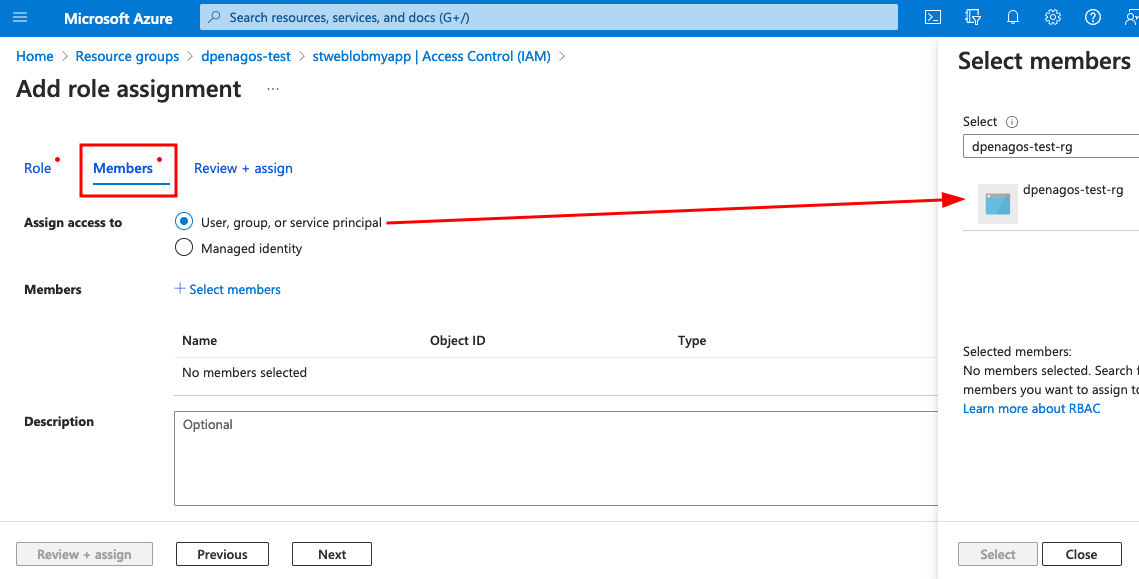 Microsoft Azure
Search resources, services, and docs (G+/)
Home > Resource groups > dpenagos-test > stweblobmyapp | Access Control (IAM) >
Add role assignment ...
Role
Members
Review + assign
Assign access to
User, group, or service principal
Managed identity
Members
+ Select members
Name Object ID Type
No members selected
Description
Optional
Review + assign
Previous
Next
Select members
Select
dpenagos-test-rg
dpenagos-test-rg
Selected members:
No members selected. Search
members you want to assign
Learn more about RBAC
Select
Close